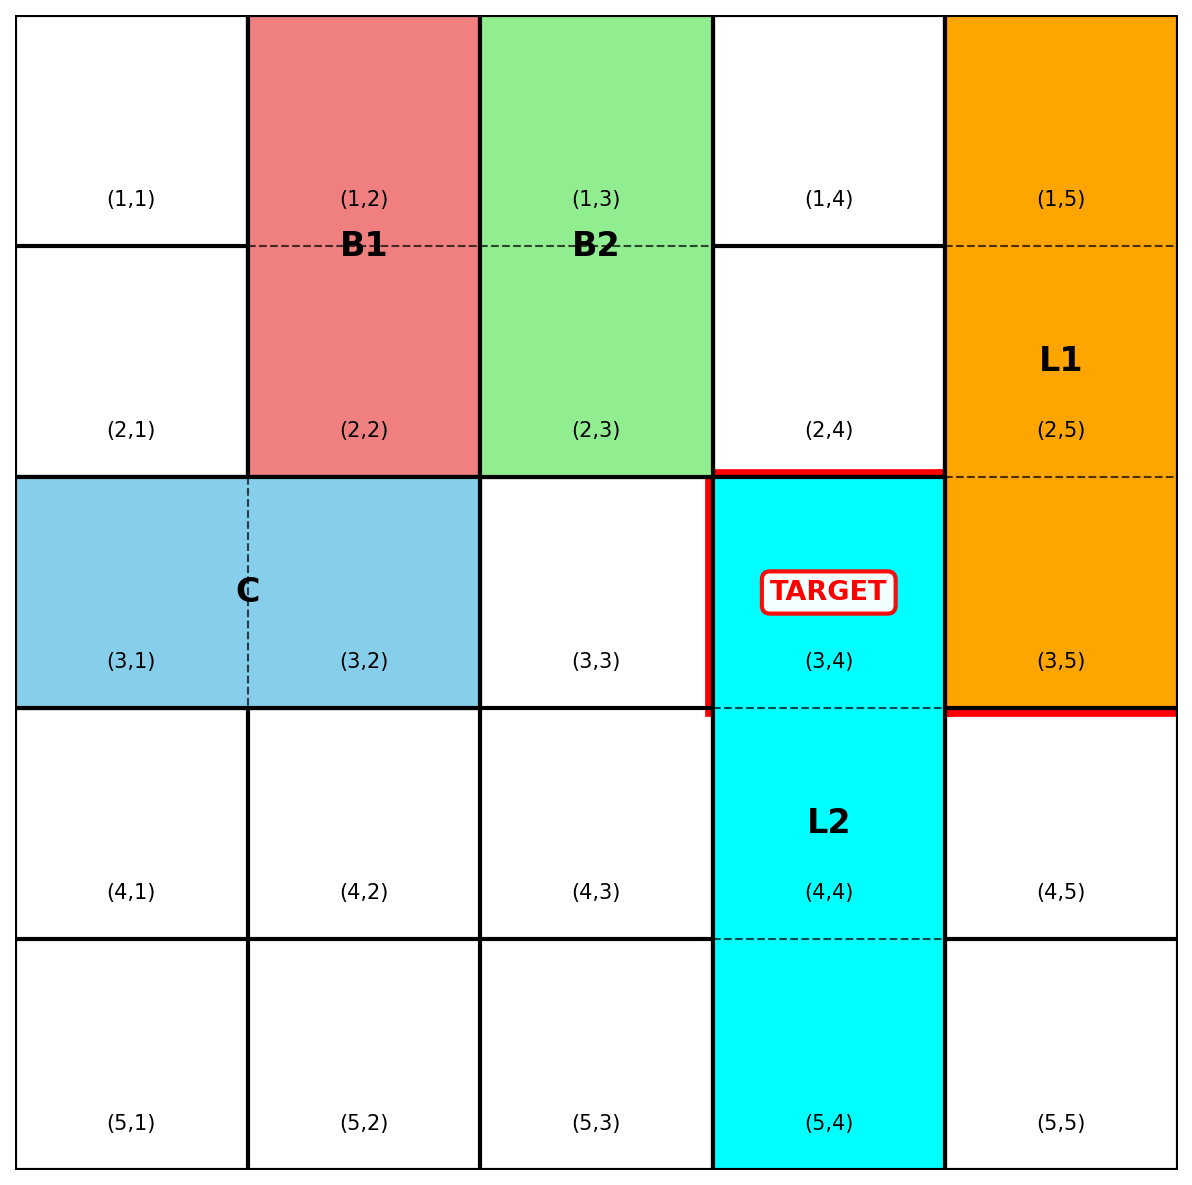 (1,1) (1,2) (1,3) (1,4) (1,5)
B1 B2
L1
(2,1) (2,2) (2,3) (2,4) (2,5)
C TARGET
(3,1) (3,2) (3,3) (3,4) (3,5)
L2
(4,1) (4,2) (4,3) (4,4) (4,5)
(5,1) (5,2) (5,3) (5,4) (5,5)